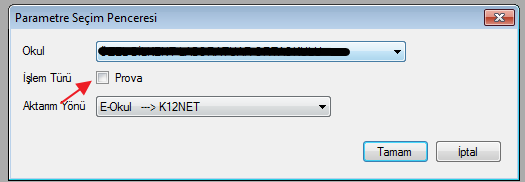 Parametre Seçim Penceresi
Okul
İşlem Türü Prova
Aktarım Yönü E-Okul ---> K12NET
Tamam İptal